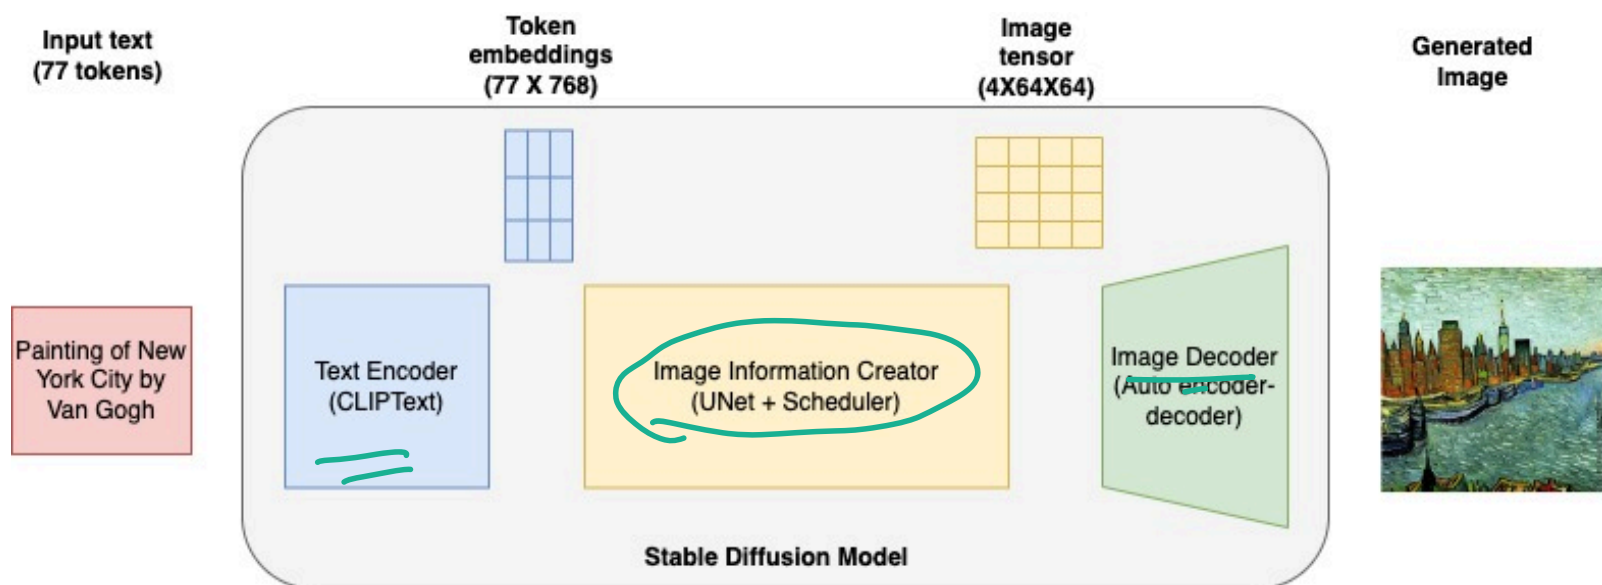 Input text
(77 tokens)
Token
embeddings
(77 X 768)
Image
tensor
(4X64X64)
Generated
Image
Painting of New
York City by
Van Gogh
Text Encoder
(CLIPText)
Image Information Creator
(UNet + Scheduler)
Image Decoder
(Auto encoder-
decoder)
Stable Diffusion Model